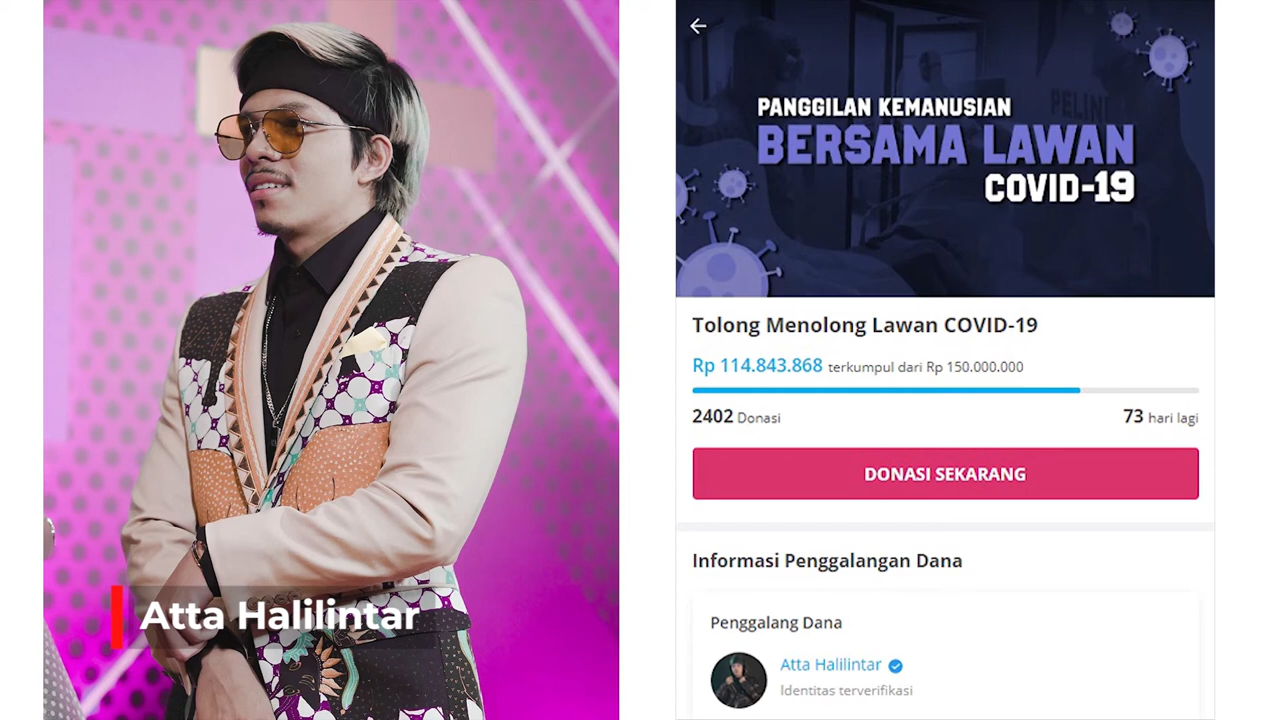 Atta Halilintar
PANGGILAN KEMANUSIAN
BERSAMA LAWAN
COVID-19
Tolong Menolong Lawan COVID-19
Rp 114.843.868 terkumpul dari Rp 150.000.000
2402 Donasi
73 hari lagi
DONASI SEKARANG
Informasi Penggalangan Dana
Penggalang Dana
Atta Halilintar
Identitas terverifikasi